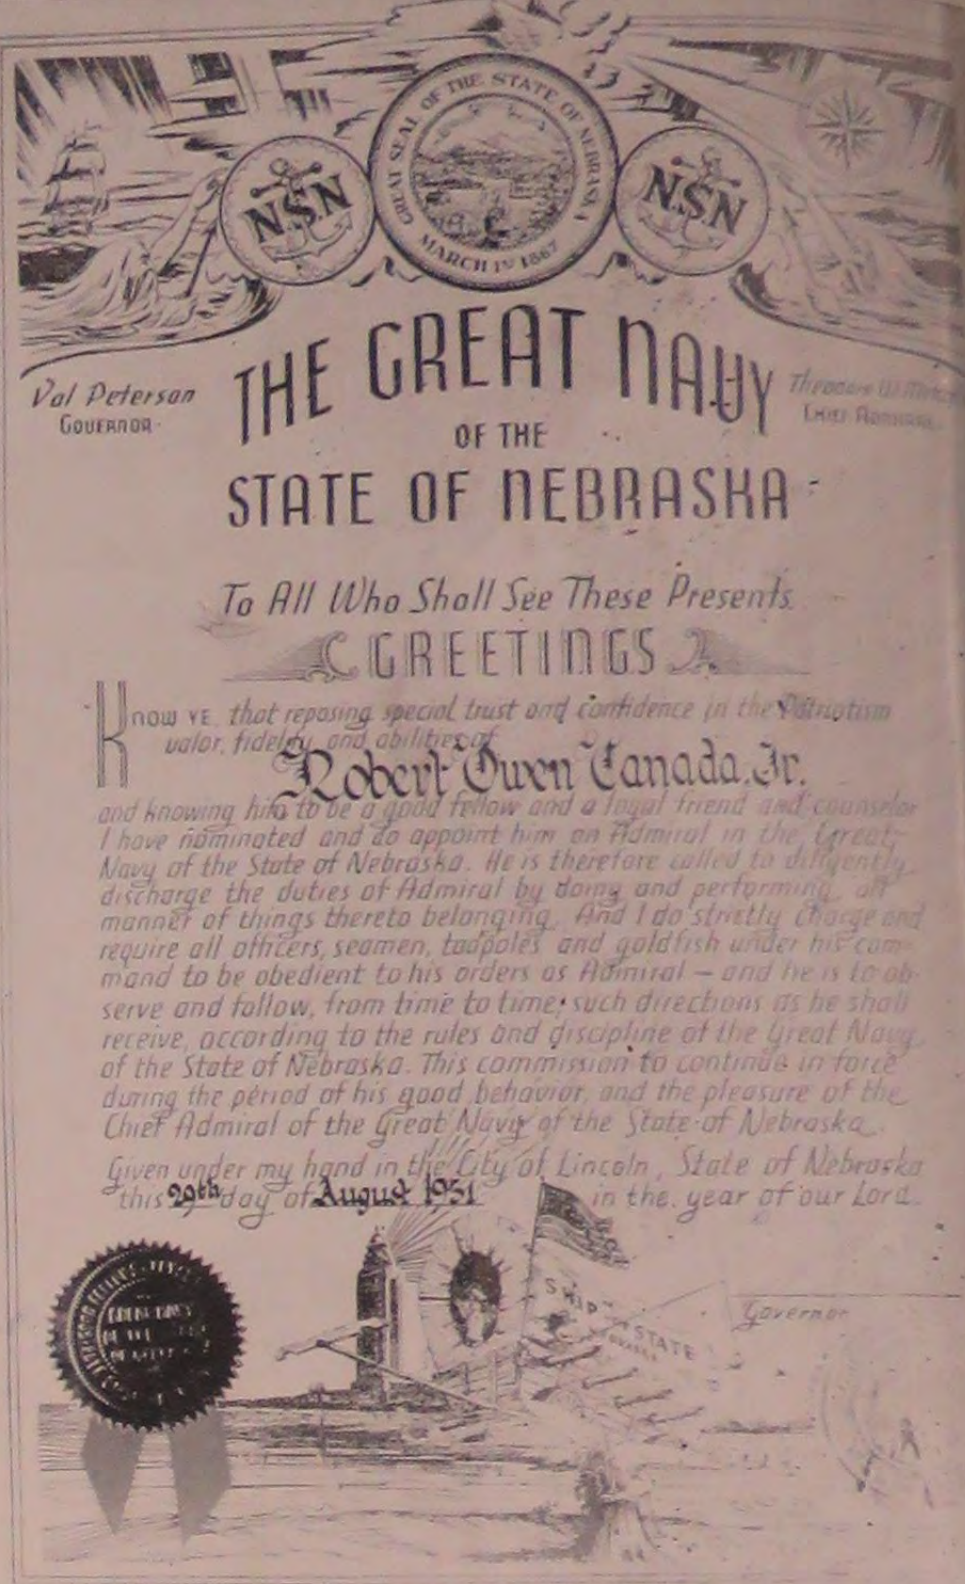 GREAT SEAL OF THE STATE OF NEBRASKA
MARCH 1ST 1867
NSN
NSN
Val Peterson
GOVERNOR
Theodore W.
CHIEF ADMIRAL
THE GREAT NAVY
OF THE
STATE OF NEBRASKA
To All Who Shall See These Presents
GREETINGS
KNOW YE, that reposing special trust and confidence in the Patriotism
valor, fidelity and abilities of
Robert Owen Canada, Jr.
and knowing him to be a good fellow and a loyal friend and counselor
I have nominated and do appoint him an Admiral in the Great
Navy of the State of Nebraska. He is therefore called to diligently
discharge the duties of Admiral by doing and performing all
manner of things thereto belonging. And I do strictly charge and
require all officers, seamen, tadpoles and goldfish under his com-
mand to be obedient to his orders as Admiral — and he is to ob-
serve and follow, from time to time, such directions as he shall
receive, according to the rules and discipline of the Great Navy
of the State of Nebraska. This commission to continue in force
during the period of his good behavior, and the pleasure of the
Chief Admiral of the Great Navy of the State of Nebraska.
Given under my hand in the City of Lincoln, State of Nebraska
this 29th day of August 1951 in the year of our Lord.
SHIP
STATE
Governor